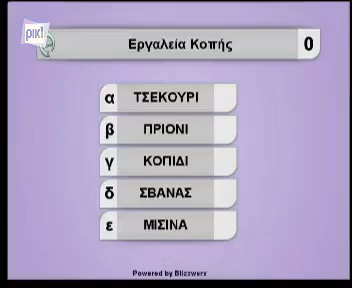 ρικ!
Εργαλεία Κοπής 0
α ΤΣΕΚΟΥΡΙ
β ΠΡΙΟΝΙ
γ ΚΟΠΙΔΙ
δ ΣΒΑΝΑΣ
ε ΜΙΣΙΝΑ
Powered by Blizzwerx